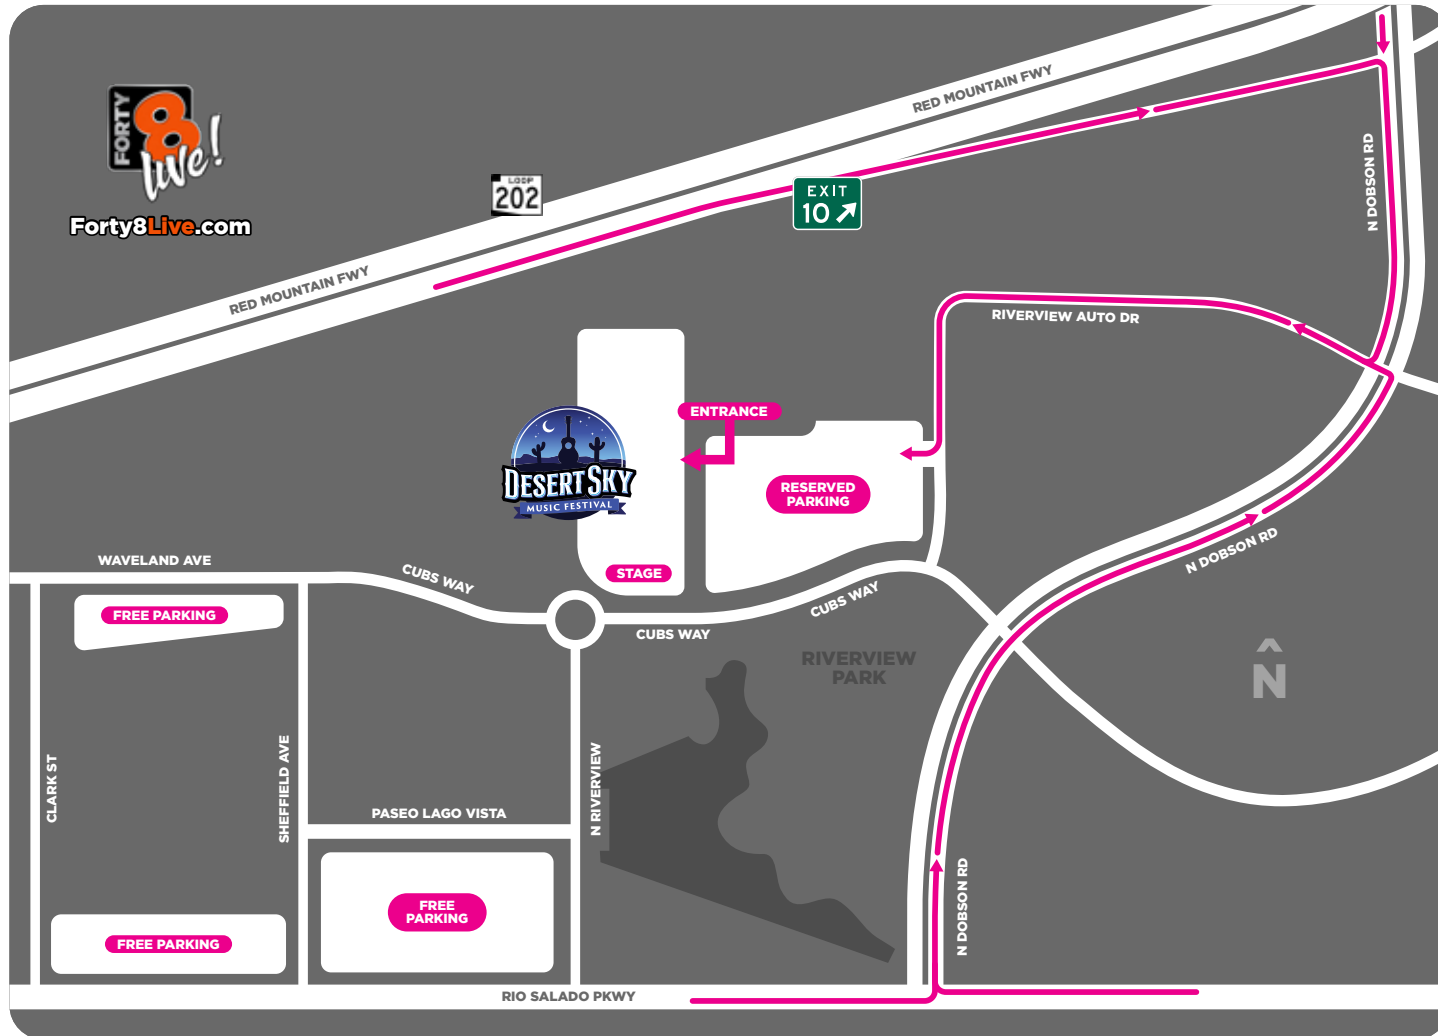 RED MOUNTAIN FWY
FORTY
8
live!
N DOBSON RD
LOOP
202
EXIT
10
Forty8Live.com
RED MOUNTAIN FWY
RIVERVIEW AUTO DR
ENTRANCE
DESERT SKY
MUSIC FESTIVAL
RESERVED
PARKING
N DOBSON RD
WAVELAND AVE
CUBS WAY
STAGE
CUBS WAY
FREE PARKING
CUBS WAY
RIVERVIEW
PARK
N
CLARK ST
SHEFFIELD AVE
N RIVERVIEW
PASEO LAGO VISTA
N DOBSON RD
FREE
PARKING
FREE PARKING
RIO SALADO PKWY